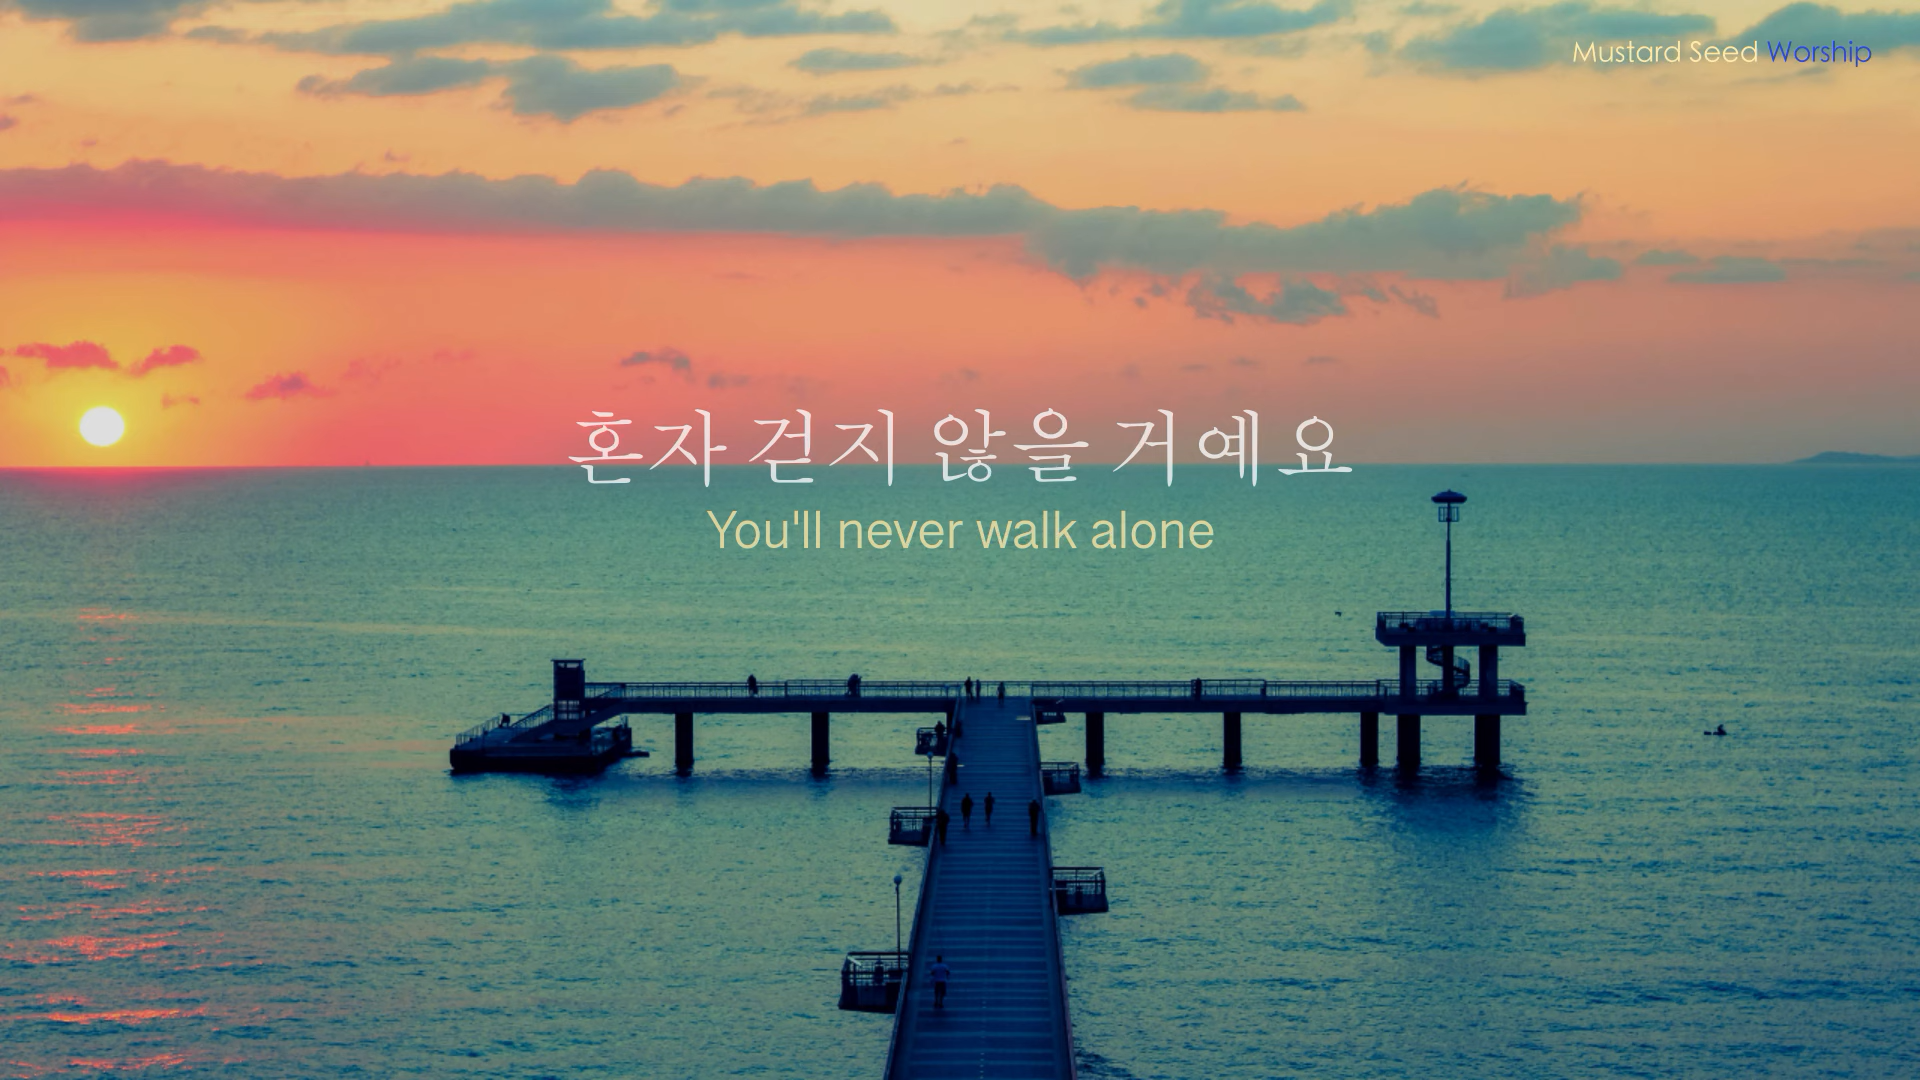 Mustard Seed Worship
혼자 걷지 않을 거예요
You'll never walk alone